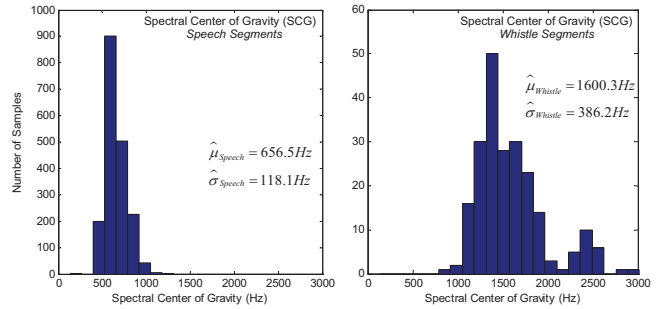 Spectral Center of Gravity (SCG)
Speech Segments
1000
900
800
700
600
500
400
300
200
100
0
Number of Samples
μ̂Speech = 656.5Hz
σ̂Speech = 118.1Hz
0 500 1000 1500 2000 2500 3000
Spectral Center of Gravity (Hz)
Spectral Center of Gravity (SCG)
Whistle Segments
60
50
40
30
20
10
0
μ̂Whistle = 1600.3Hz
σ̂Whistle = 386.2Hz
0 500 1000 1500 2000 2500 3000
Spectral Center of Gravity (Hz)